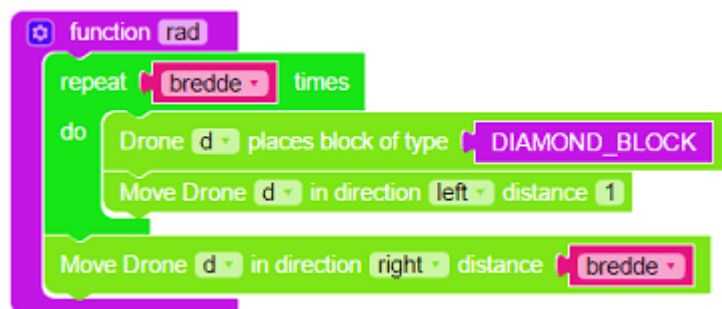 function rad
repeat bredde times
do Drone d places block of type DIAMOND_BLOCK
Move Drone d in direction left distance 1
Move Drone d in direction right distance bredde